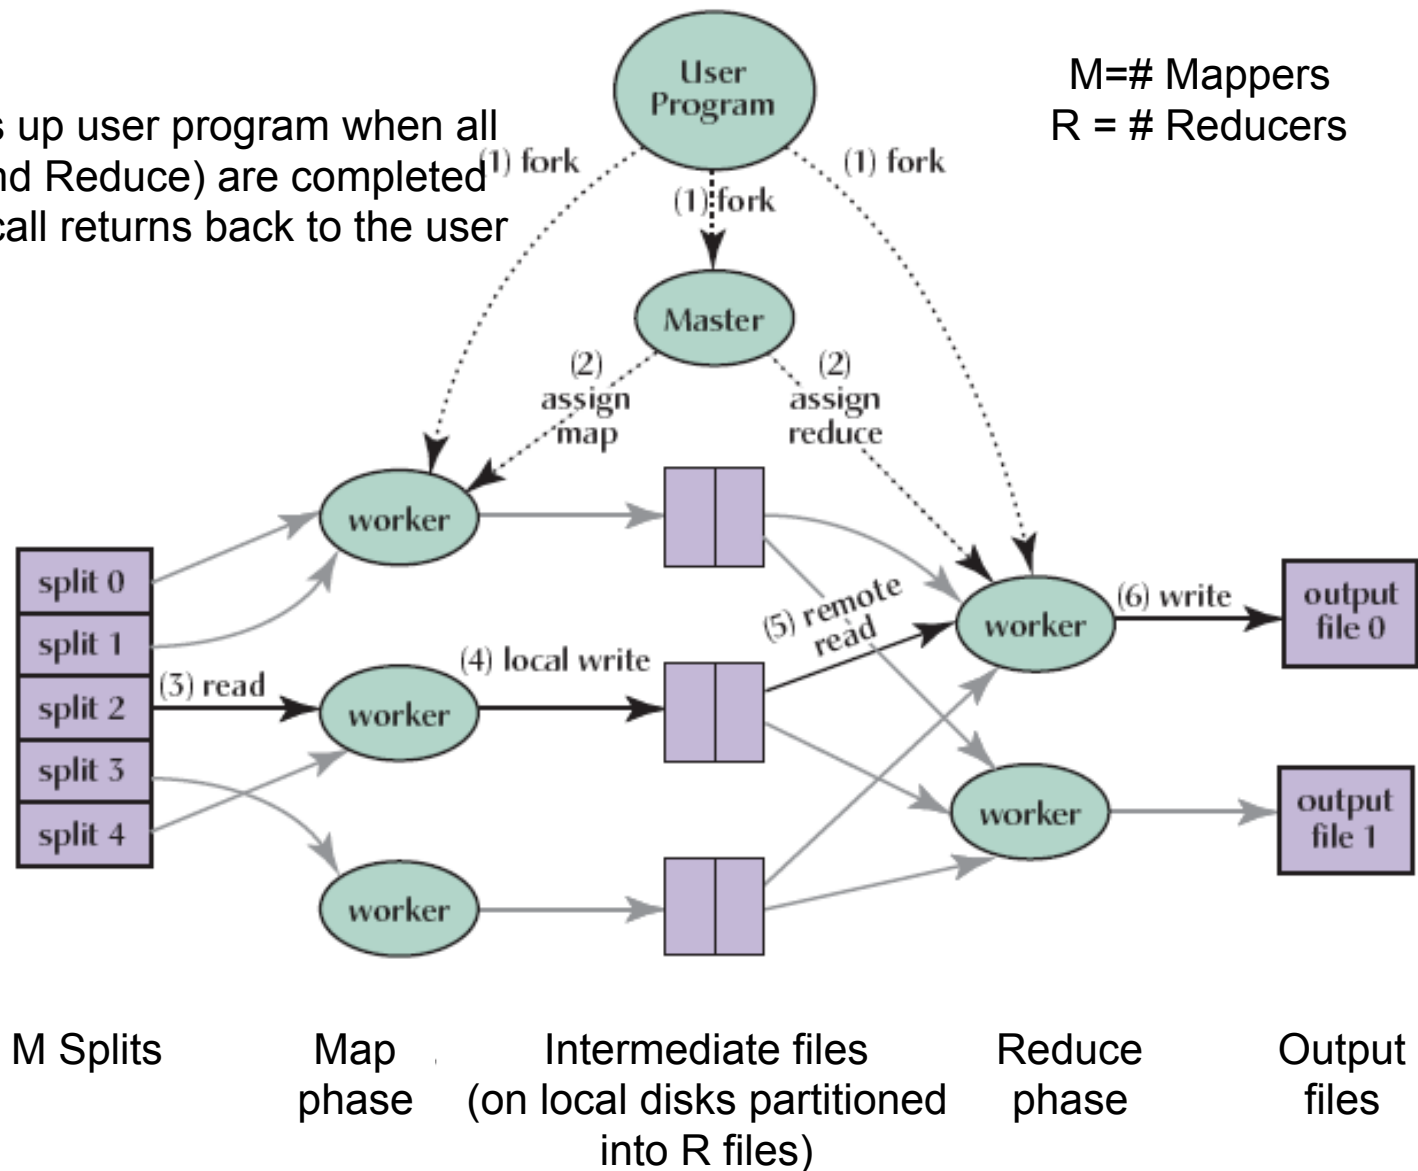 User
Program
M=# Mappers
R = # Reducers
s up user program when all
nd Reduce) are completed
call returns back to the user
(1) fork
(1) fork
(1) fork
Master
(2)
assign
map
(2)
assign
reduce
worker
split 0
split 1
split 2
split 3
split 4
(3) read
worker
(4) local write
worker
(5) remote
read
worker
(6) write
output
file 0
worker
output
file 1
M Splits
Map
phase
Intermediate files
(on local disks partitioned
into R files)
Reduce
phase
Output
files